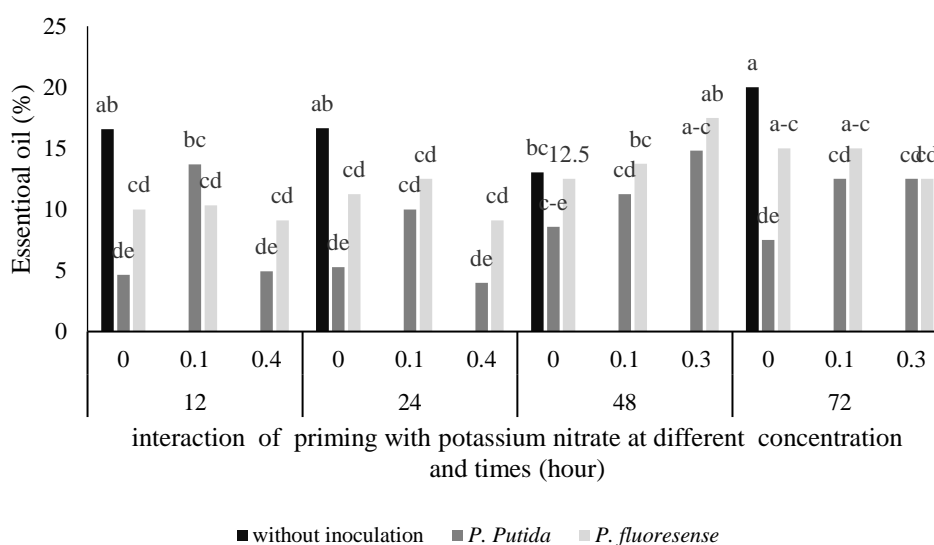 25
20
15
10
5
0
Essentioal oil (%)
ab de cd bc cd de cd
ab de cd cd cd de cd
bc c-e 12.5 cd bc a-c ab
a de a-c cd a-c cd cd
0 0.1 0.4 0 0.1 0.4 0 0.1 0.3 0 0.1 0.3
12 24 48 72
interaction of priming with potassium nitrate at different concentration
and times (hour)
without inoculation P. Putida P. fluoresense